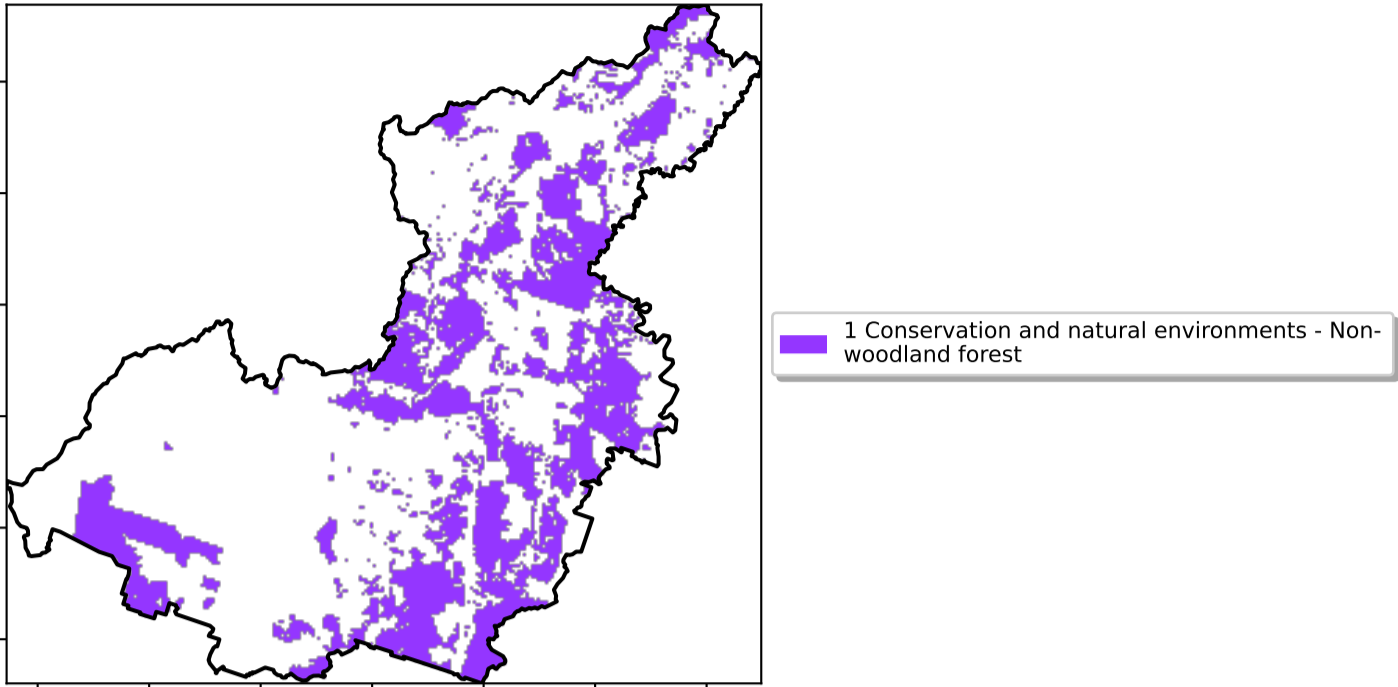 1 Conservation and natural environments - Non-
woodland forest